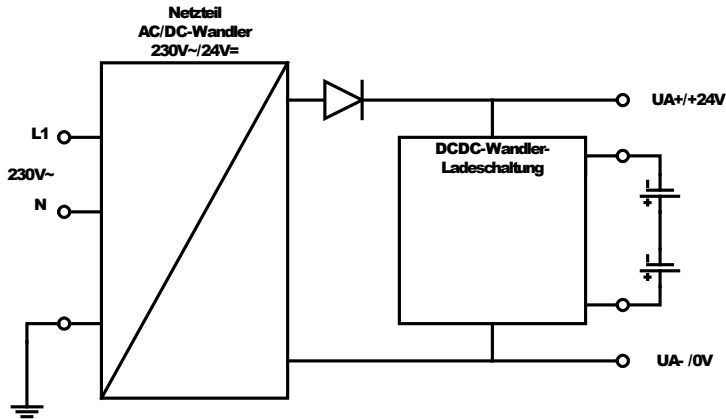 Netzteil
AC/DC-Wandler
230V~/24V=
UA+/+24V
L1
DCDC-Wandler-
Ladeschaltung
230V~
N
-
+
-
+
UA- /0V